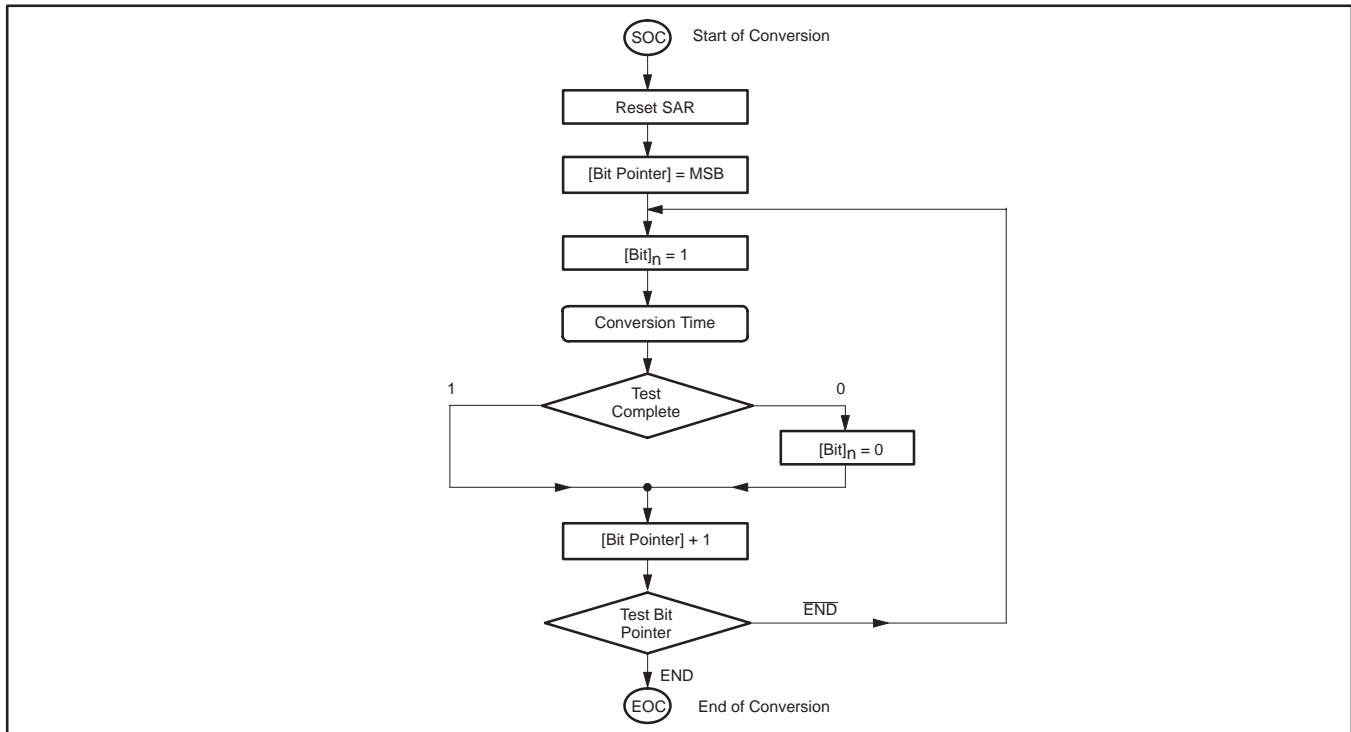 SOC Start of Conversion
Reset SAR
[Bit Pointer] = MSB
[Bit]n = 1
Conversion Time
1
Test
Complete
0
[Bit]n = 0
[Bit Pointer] + 1
Test Bit
Pointer
E̅N̅D̅
END
EOC End of Conversion